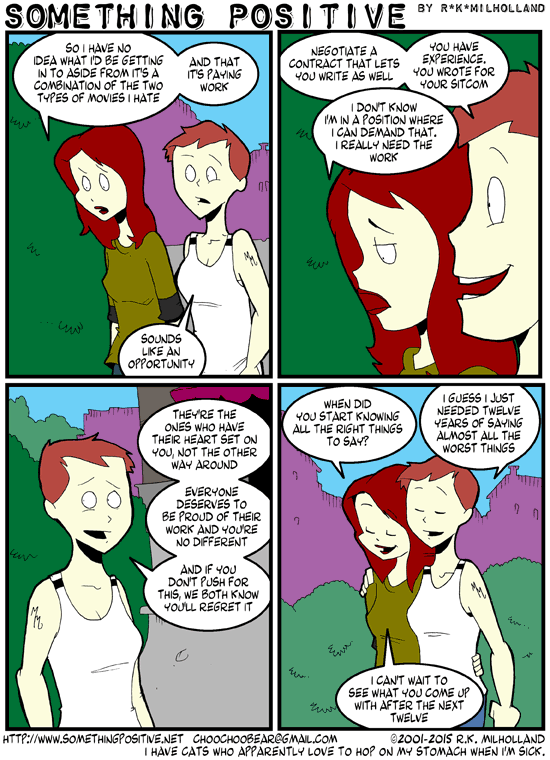 SOMETHING POSITIVE BY R*K*MILHOLLAND
SO I HAVE NO
IDEA WHAT I'D BE GETTING
IN TO ASIDE FROM IT'S A
COMBINATION OF THE TWO
TYPES OF MOVIES I HATE
AND THAT
IT'S PAYING
WORK
SOUNDS
LIKE AN
OPPORTUNITY
MM
NEGOTIATE A
CONTRACT THAT LETS
YOU WRITE AS WELL
YOU HAVE
EXPERIENCE.
YOU WROTE FOR
YOUR SITCOM
I DON'T KNOW
I'M IN A POSITION WHERE
I CAN DEMAND THAT.
I REALLY NEED THE
WORK
THEY'RE THE
ONES WHO HAVE
THEIR HEART SET ON
YOU, NOT THE OTHER
WAY AROUND
EVERYONE
DESERVES TO
BE PROUD OF THEIR
WORK AND YOU'RE
NO DIFFERENT
AND IF YOU
DON'T PUSH FOR
THIS, WE BOTH KNOW
YOU'LL REGRET IT
MM
WHEN DID
YOU START KNOWING
ALL THE RIGHT THINGS
TO SAY?
I GUESS I JUST
NEEDED TWELVE
YEARS OF SAYING
ALMOST ALL THE
WORST THINGS
I CAN'T WAIT TO
SEE WHAT YOU COME UP
WITH AFTER THE NEXT
TWELVE
HTTP://WWW.SOMETHINGPOSITIVE.NET CHOOCHOOBEAR@GMAIL.COM ©2001-2015 R.K. MILHOLLAND
I HAVE CATS WHO APPARENTLY LOVE TO HOP ON MY STOMACH WHEN I'M SICK.